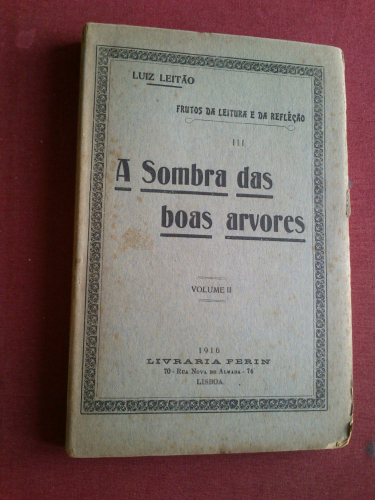 LUIZ LEITÃO
FRUTOS DA LEITURA E DA REFLÉÇÃO
III
A Sombra das
boas arvores
VOLUME II
1916
LIVRARIA FERIN
70 - RUA NOVA DO ALMADA - 74
LISBOA